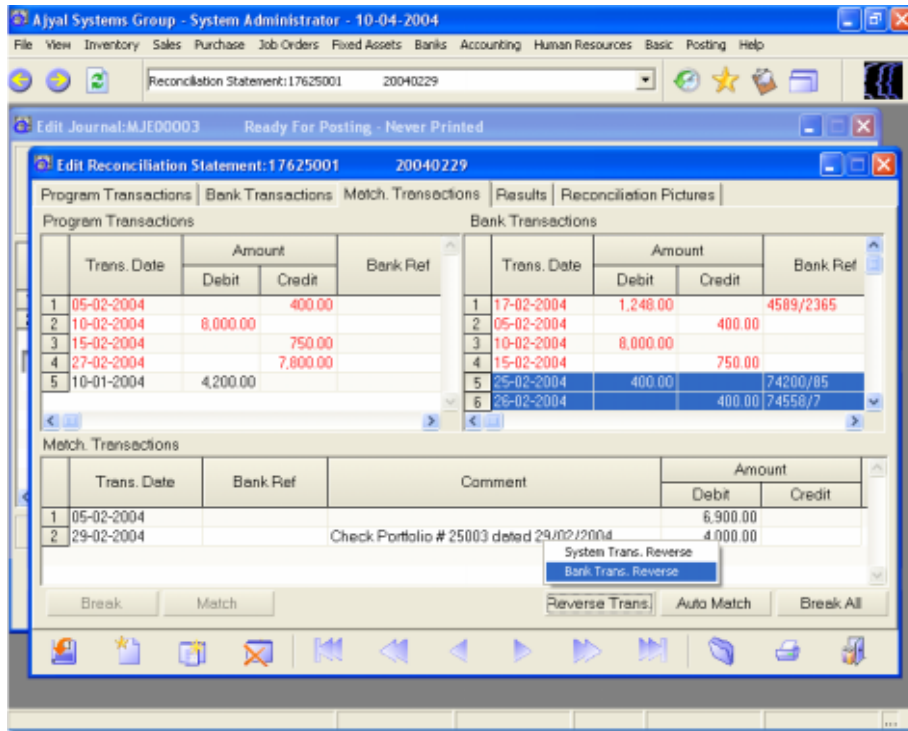 Ajyal Systems Group - System Administrator - 10-04-2004
File View Inventory Sales Purchase Job Orders Fixed Assets Banks Accounting Human Resources Basic Posting Help
Reconciliation Statement:17625001 20040229
Edit Journal:MJE00003 Ready For Posting - Never Printed
Edit Reconciliation Statement:17625001 20040229
Program Transactions Bank Transactions Match. Transactions Results Reconciliation Pictures
Program Transactions
Trans. Date Amount Bank Ref
Debit Credit
1 05-02-2004 400.00
2 10-02-2004 8,000.00
3 15-02-2004 750.00
4 27-02-2004 7,800.00
5 10-01-2004 4,200.00
Bank Transactions
Trans. Date Amount Bank Ref
Debit Credit
1 17-02-2004 1,248.00 4589/2365
2 05-02-2004 400.00
3 10-02-2004 8,000.00
4 15-02-2004 750.00
5 25-02-2004 400.00 74200/85
6 26-02-2004 400.00 74558/7
Match. Transactions
Trans. Date Bank Ref Comment Amount
Debit Credit
1 05-02-2004 6,900.00
2 29-02-2004 Check Portfolio # 25003 dated 29/02/2004 4,000.00
System Trans. Reverse
Bank Trans. Reverse
Break Match Reverse Trans. Auto Match Break All